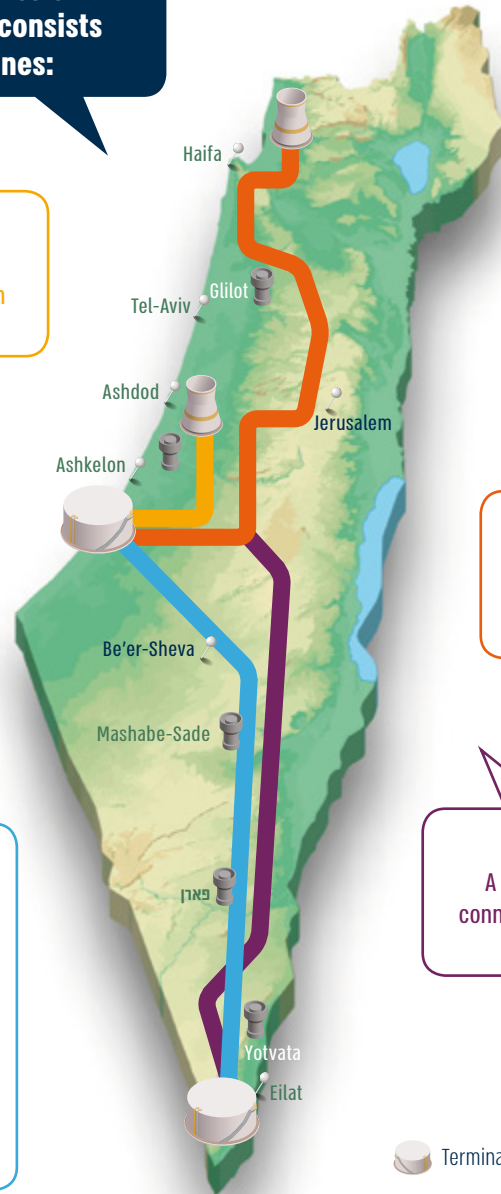 consists
nes:
Haifa
Glilot
Tel-Aviv
Ashdod
Jerusalem
Ashkelon
Be'er-Sheva
Mashabe-Sade
פארן
A
conn
Yotvata
Eilat
Termina